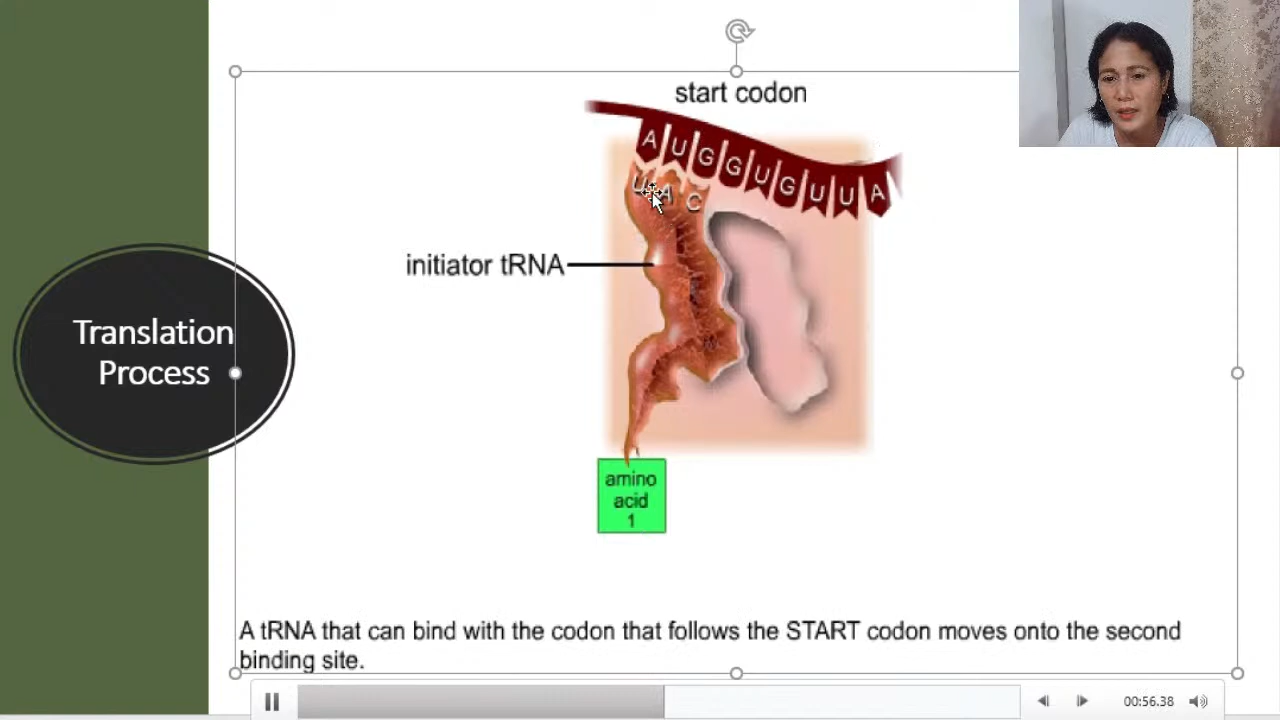 start codon
A U G G U G U U A
U A C
initiator tRNA
Translation
Process
amino
acid
1
A tRNA that can bind with the codon that follows the START codon moves onto the second
binding site.
00:56.38